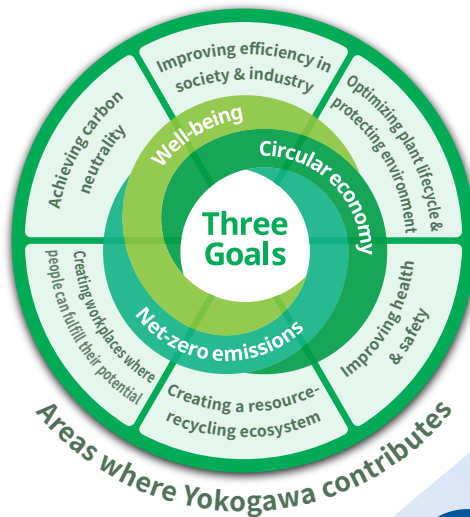 Improving efficiency in
society & industry
Optimizing plant lifecycle &
protecting environment
Improving health
& safety
Creating a resource-
recycling ecosystem
Creating workplaces where
people can fulfill their potential
Achieving carbon
neutrality
Well-being
Circular economy
Net-zero emissions
Three
Goals
Areas where Yokogawa contributes